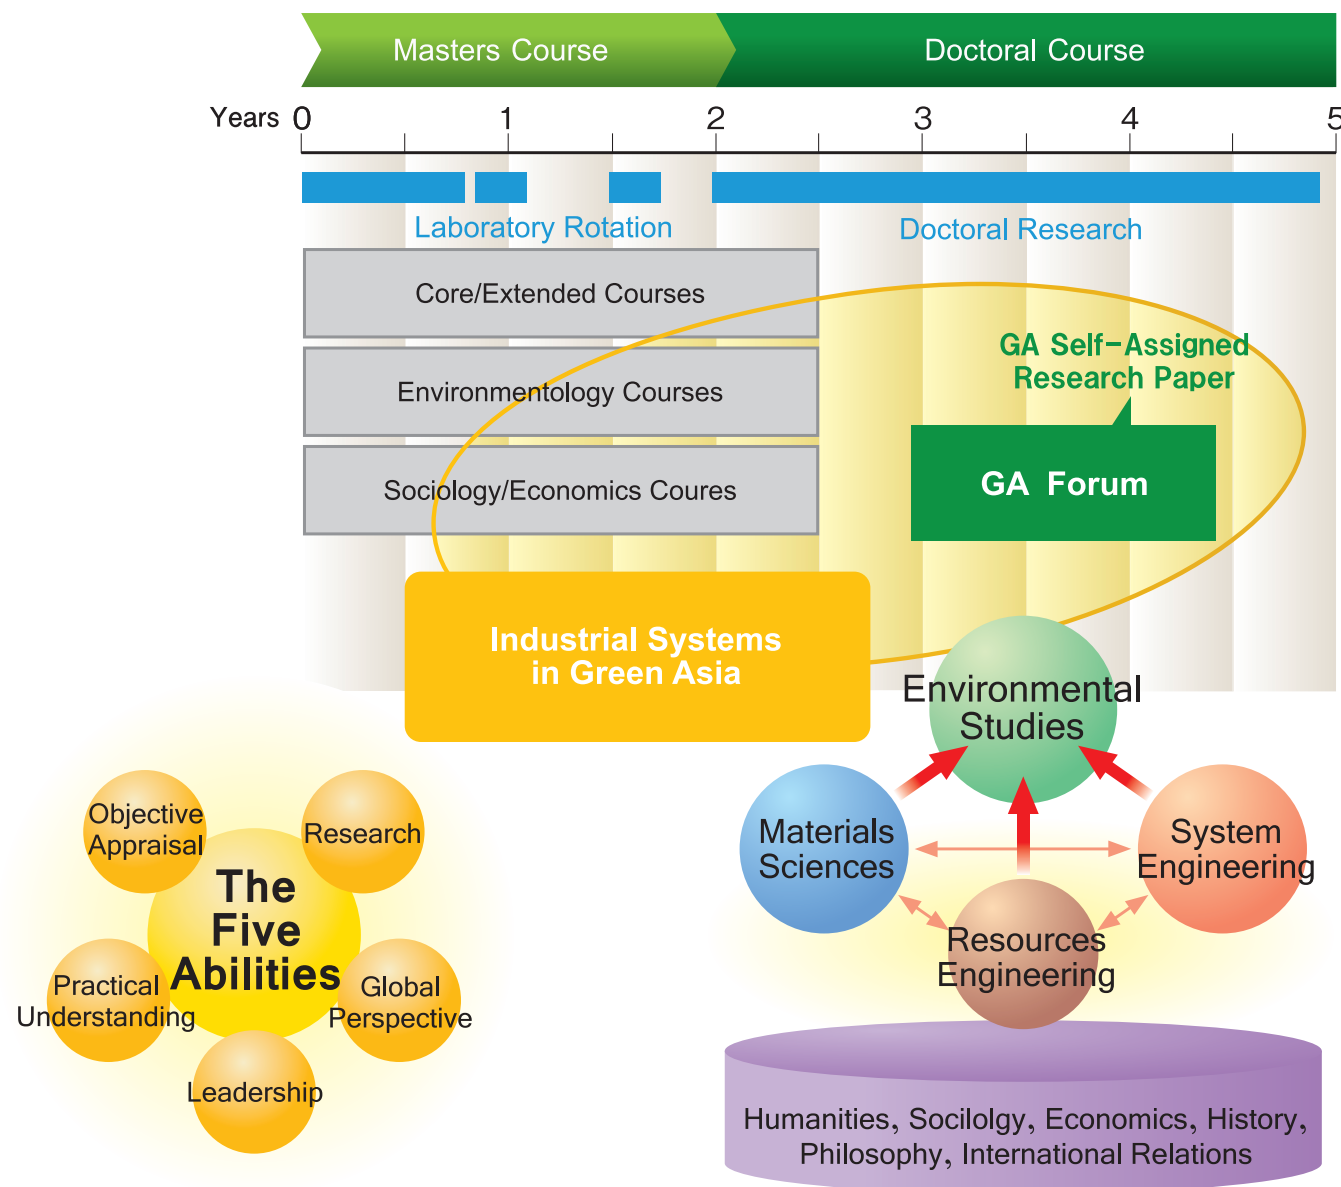 Masters Course
Doctoral Course
Years 0 1 2 3 4 5
Laboratory Rotation
Doctoral Research
Core/Extended Courses
Environmentology Courses
Sociology/Economics Coures
GA Self-Assigned
Research Paper
GA Forum
Industrial Systems
in Green Asia
Objective
Appraisal
Research
The
Five
Abilities
Practical
Understanding
Global
Perspective
Leadership
Environmental
Studies
Materials
Sciences
System
Engineering
Resources
Engineering
Humanities, Socilolgy, Economics, History,
Philosophy, International Relations